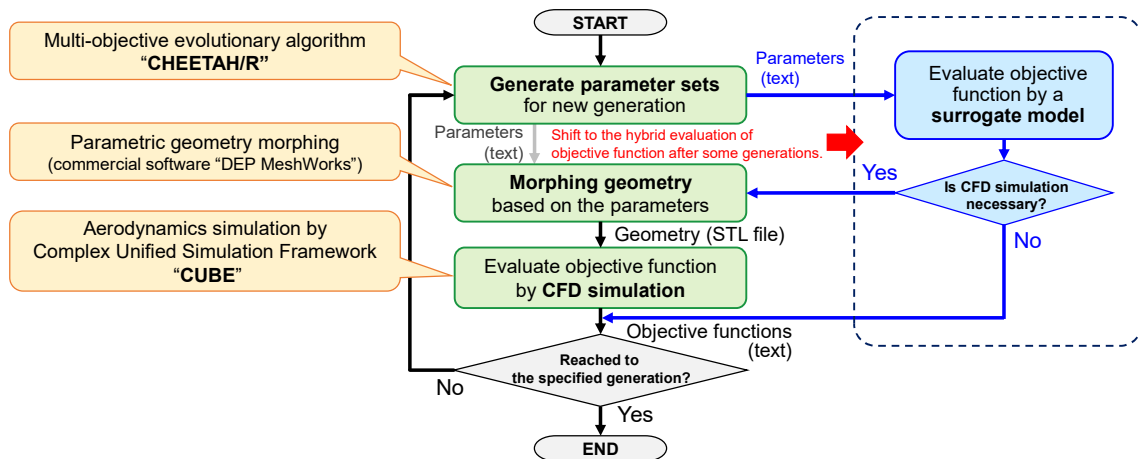 START
Multi-objective evolutionary algorithm
“CHEETAH/R”
Generate parameter sets
for new generation
Parameters
(text)
Evaluate objective
function by a
surrogate model
Parameters
(text)
Shift to the hybrid evaluation of
objective function after some generations.
Parametric geometry morphing
(commercial software “DEP MeshWorks”)
Morphing geometry
based on the parameters
Yes
Is CFD simulation
necessary?
No
Geometry (STL file)
Aerodynamics simulation by
Complex Unified Simulation Framework
“CUBE”
Evaluate objective function
by CFD simulation
Objective functions
(text)
Reached to
the specified generation?
No
Yes
END